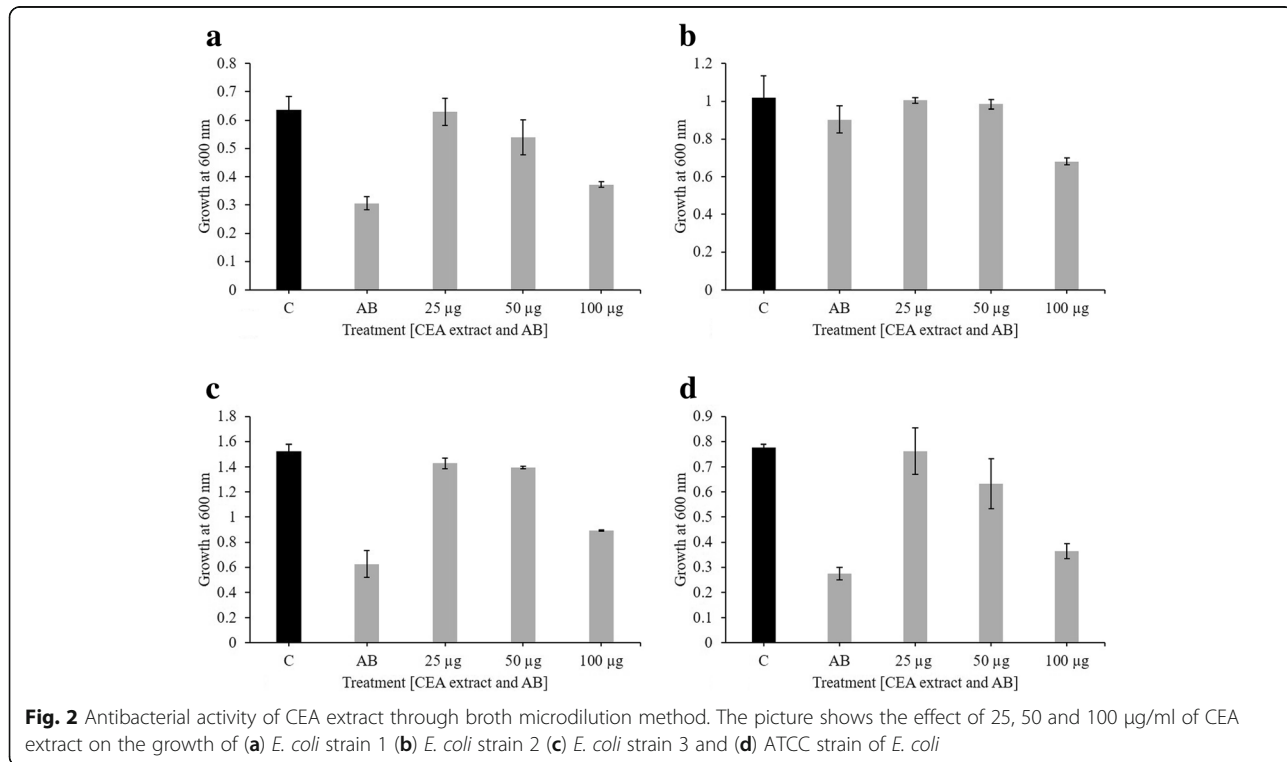 a
0.8
0.7
0.6
0.5
0.4
0.3
0.2
0.1
0
Growth at 600 nm
C AB 25 µg 50 µg 100 µg
Treatment [CEA extract and AB]
b
1.2
1
0.8
0.6
0.4
0.2
0
Growth at 600 nm
C AB 25 µg 50 µg 100 µg
Treatment [CEA extract and AB]
c
1.8
1.6
1.4
1.2
1
0.8
0.6
0.4
0.2
0
Growth at 600 nm
C AB 25 µg 50 µg 100 µg
Treatment [CEA extract and AB]
d
0.9
0.8
0.7
0.6
0.5
0.4
0.3
0.2
0.1
0
Growth at 600 nm
C AB 25 µg 50 µg 100 µg
Treatment [CEA extract and AB]
Fig. 2 Antibacterial activity of CEA extract through broth microdilution method. The picture shows the effect of 25, 50 and 100 µg/ml of CEA
extract on the growth of (a) E. coli strain 1 (b) E. coli strain 2 (c) E. coli strain 3 and (d) ATCC strain of E. coli